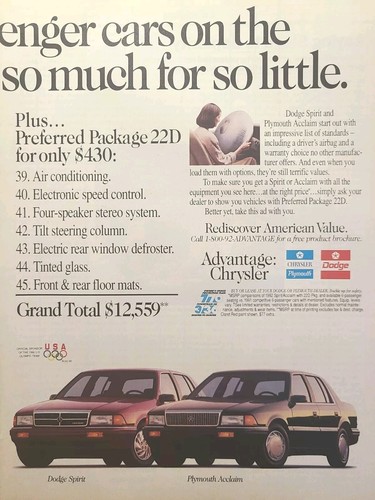 enger cars on the
so much for so little.
Plus...
Preferred Package 22D
for only $430:
39. Air conditioning.
40. Electronic speed control.
41. Four-speaker stereo system.
42. Tilt steering column.
43. Electric rear window defroster.
44. Tinted glass.
45. Front & rear floor mats.
Grand Total $12,559**
Dodge Spirit and
Plymouth Acclaim start out with
an impressive list of standards –
including a driver's airbag and a
warranty choice no other manufac-
turer offers. And even when you
load them with options, they're still terrific values.
To make sure you get a Spirit or Acclaim with all the
equipment you see here...at the right price*...simply ask your
dealer to show you vehicles with Preferred Package 22D.
Better yet, take this ad with you.
Rediscover American Value.
Call 1-800-92-ADVANTAGE for a free product brochure.
Advantage:
Chrysler
CHRYSLER
Plymouth
Dodge
USA
Dodge Spirit
Plymouth Acclaim